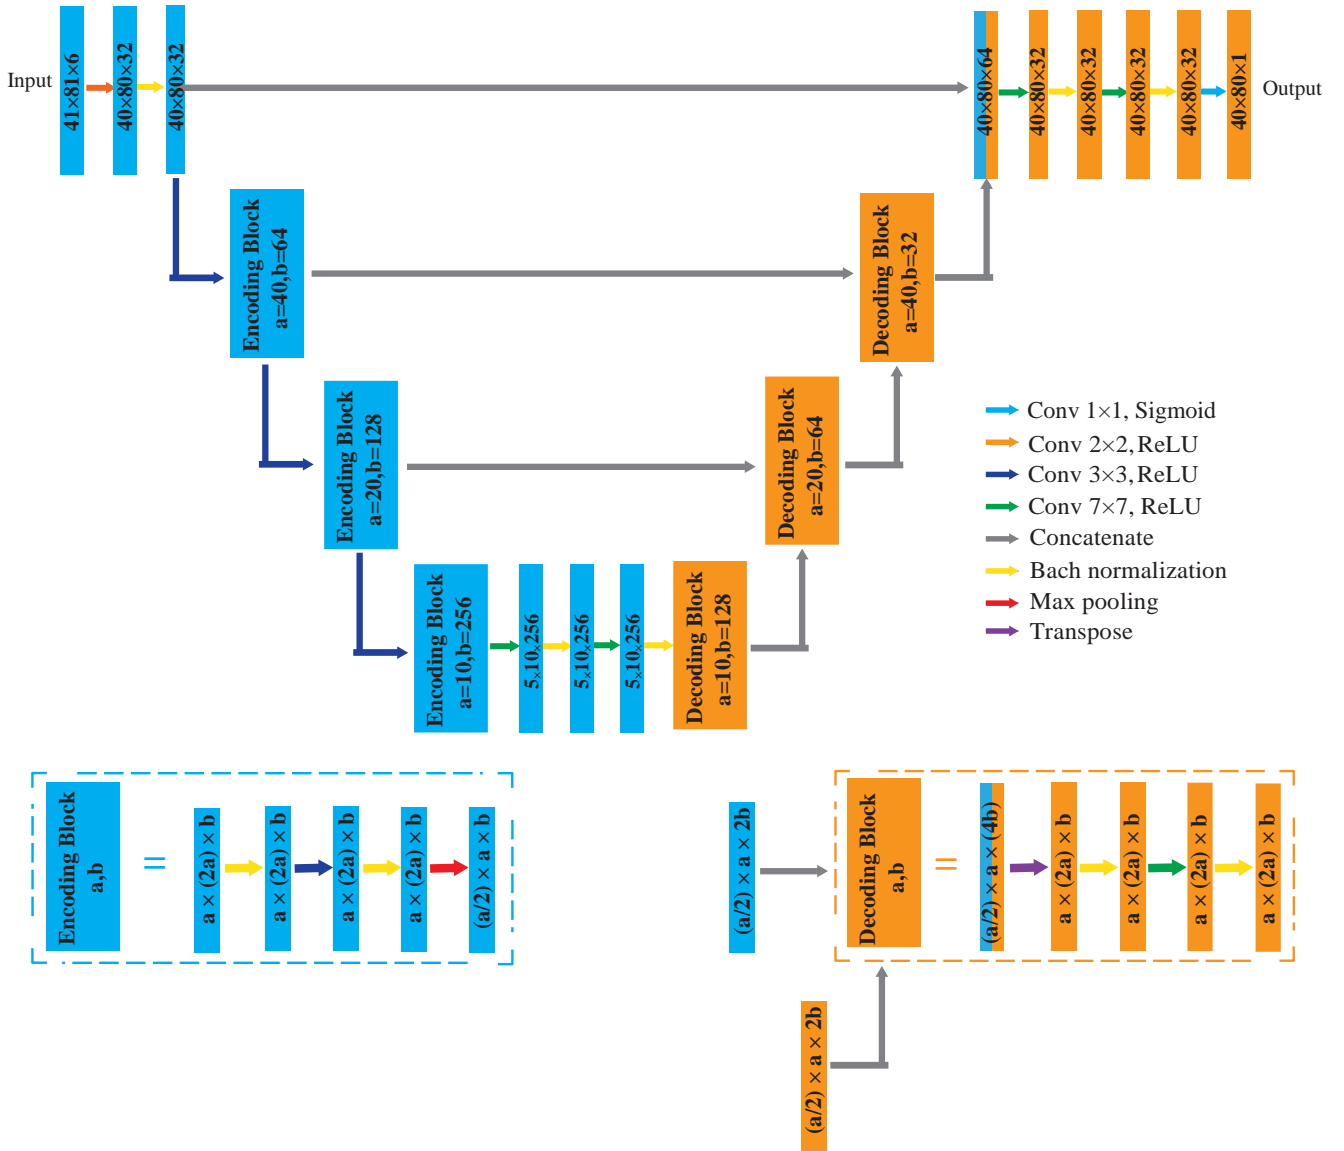 Input
41×81×6
40×80×32
40×80×32
40×80×64
40×80×32
40×80×32
40×80×32
40×80×32
40×80×1
Output
Encoding Block
a=40,b=64
Decoding Block
a=40,b=32
Encoding Block
a=20,b=128
Decoding Block
a=20,b=64
Encoding Block
a=10,b=256
5×10×256
5×10×256
5×10×256
Decoding Block
a=10,b=128
Conv 1×1, Sigmoid
Conv 2×2, ReLU
Conv 3×3, ReLU
Conv 7×7, ReLU
Concatenate
Bach normalization
Max pooling
Transpose
Encoding Block
a,b
=
a × (2a) × b
a × (2a) × b
a × (2a) × b
a × (2a) × b
(a/2) × a × b
(a/2) × a × 2b
Decoding Block
a,b
=
(a/2) × a × (4b)
a × (2a) × b
a × (2a) × b
a × (2a) × b
a × (2a) × b
(a/2) × a × 2b